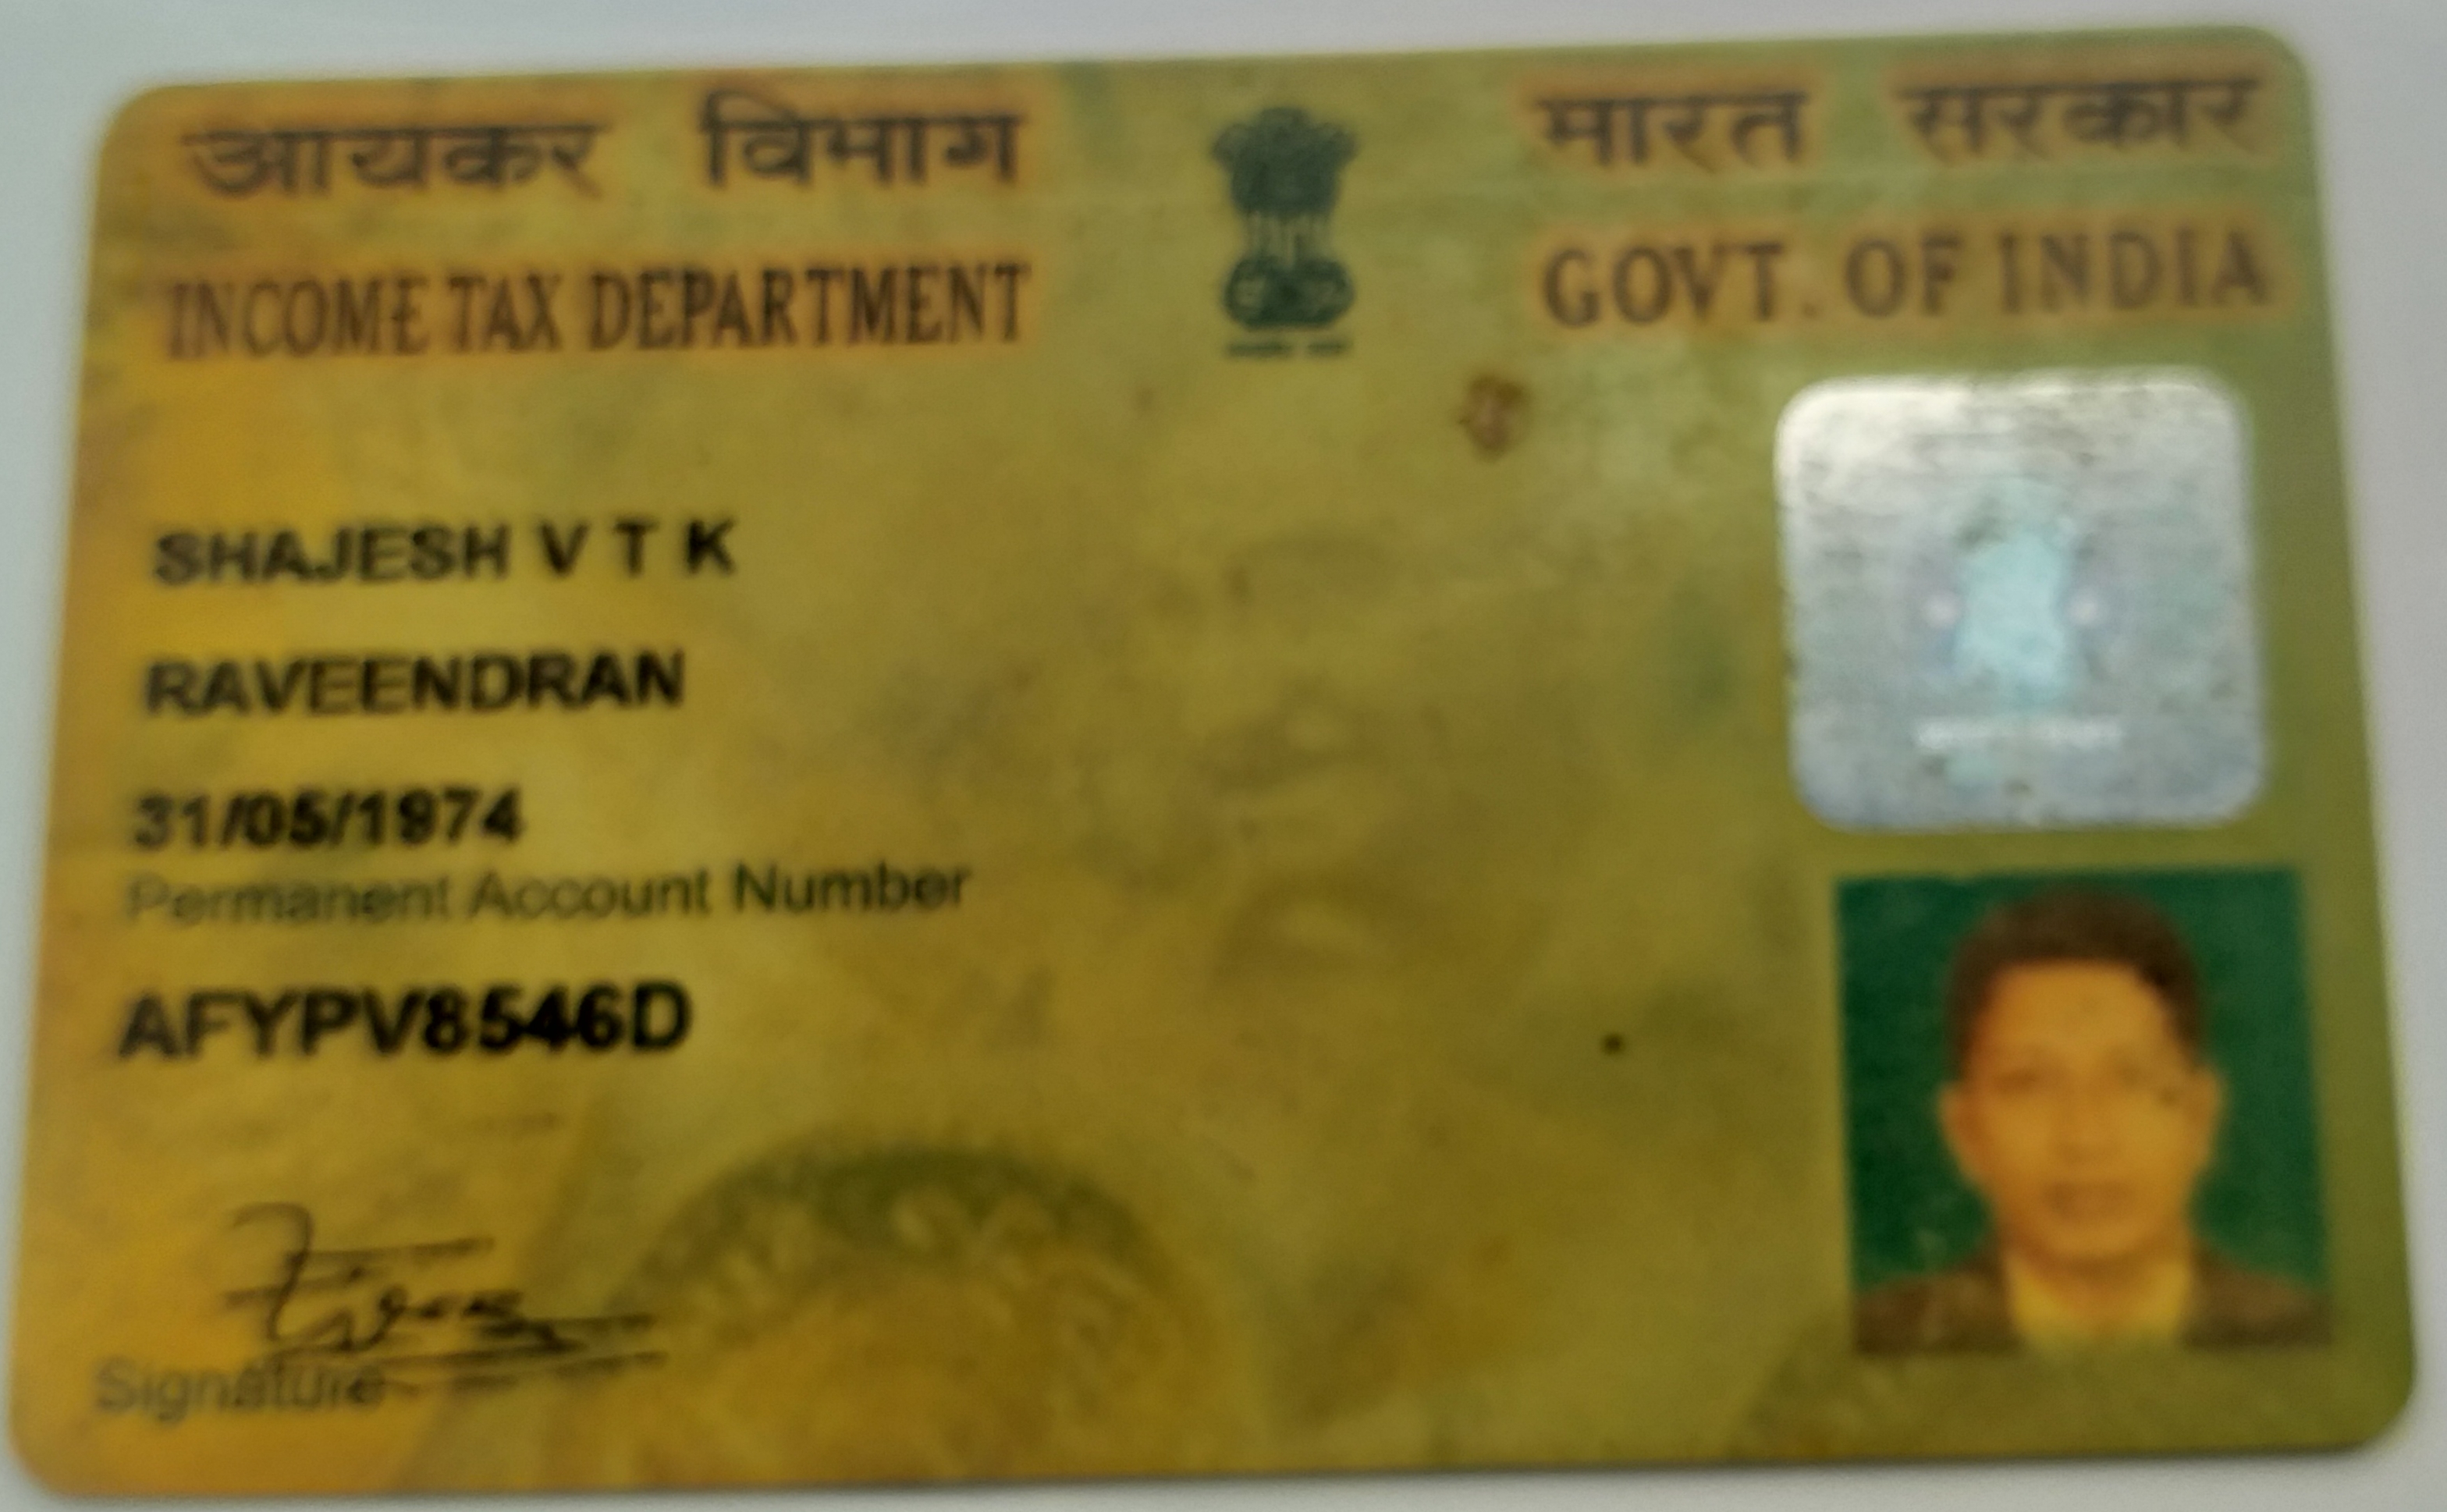 आयकर विभाग
भारत सरकार
INCOME TAX DEPARTMENT
GOVT. OF INDIA
SHAJESH V T K
RAVEENDRAN
31/05/1974
Permanent Account Number
AFYPV8546D
Signature